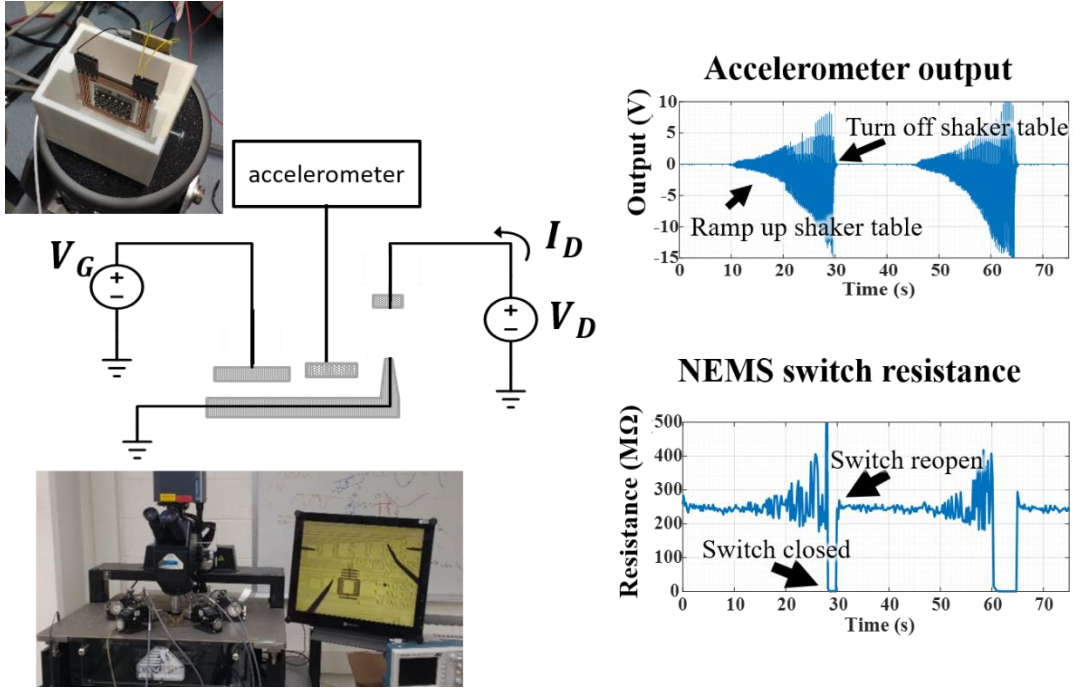 accelerometer
V_G
+
−
I_D
+
−
V_D
Accelerometer output
Output (V)
10
5
0
-5
-10
-15
Turn off shaker table
Ramp up shaker table
0 10 20 30 40 50 60 70
Time (s)
NEMS switch resistance
Resistance (MΩ)
500
400
300
200
100
0
Switch reopen
Switch closed
0 10 20 30 40 50 60 70
Time (s)